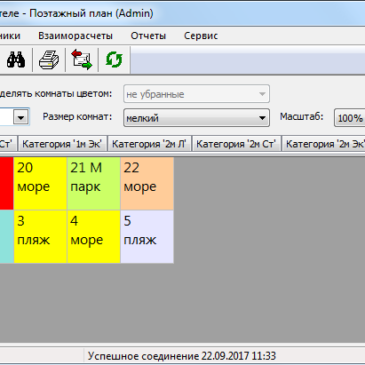 теле - Поэтажный план (Admin)
ники Взаиморасчеты Отчеты Сервис
делять комнаты цветом: не убранные
Размер комнат: мелкий Масштаб: 100%
Ст' Категория '1м Эк' Категория '2м Л' Категория '2м Ст' Категория '2м Эк'
20 21 М 22
море парк море
3 4 5
пляж море пляж
Успешное соединение 22.09.2017 11:33